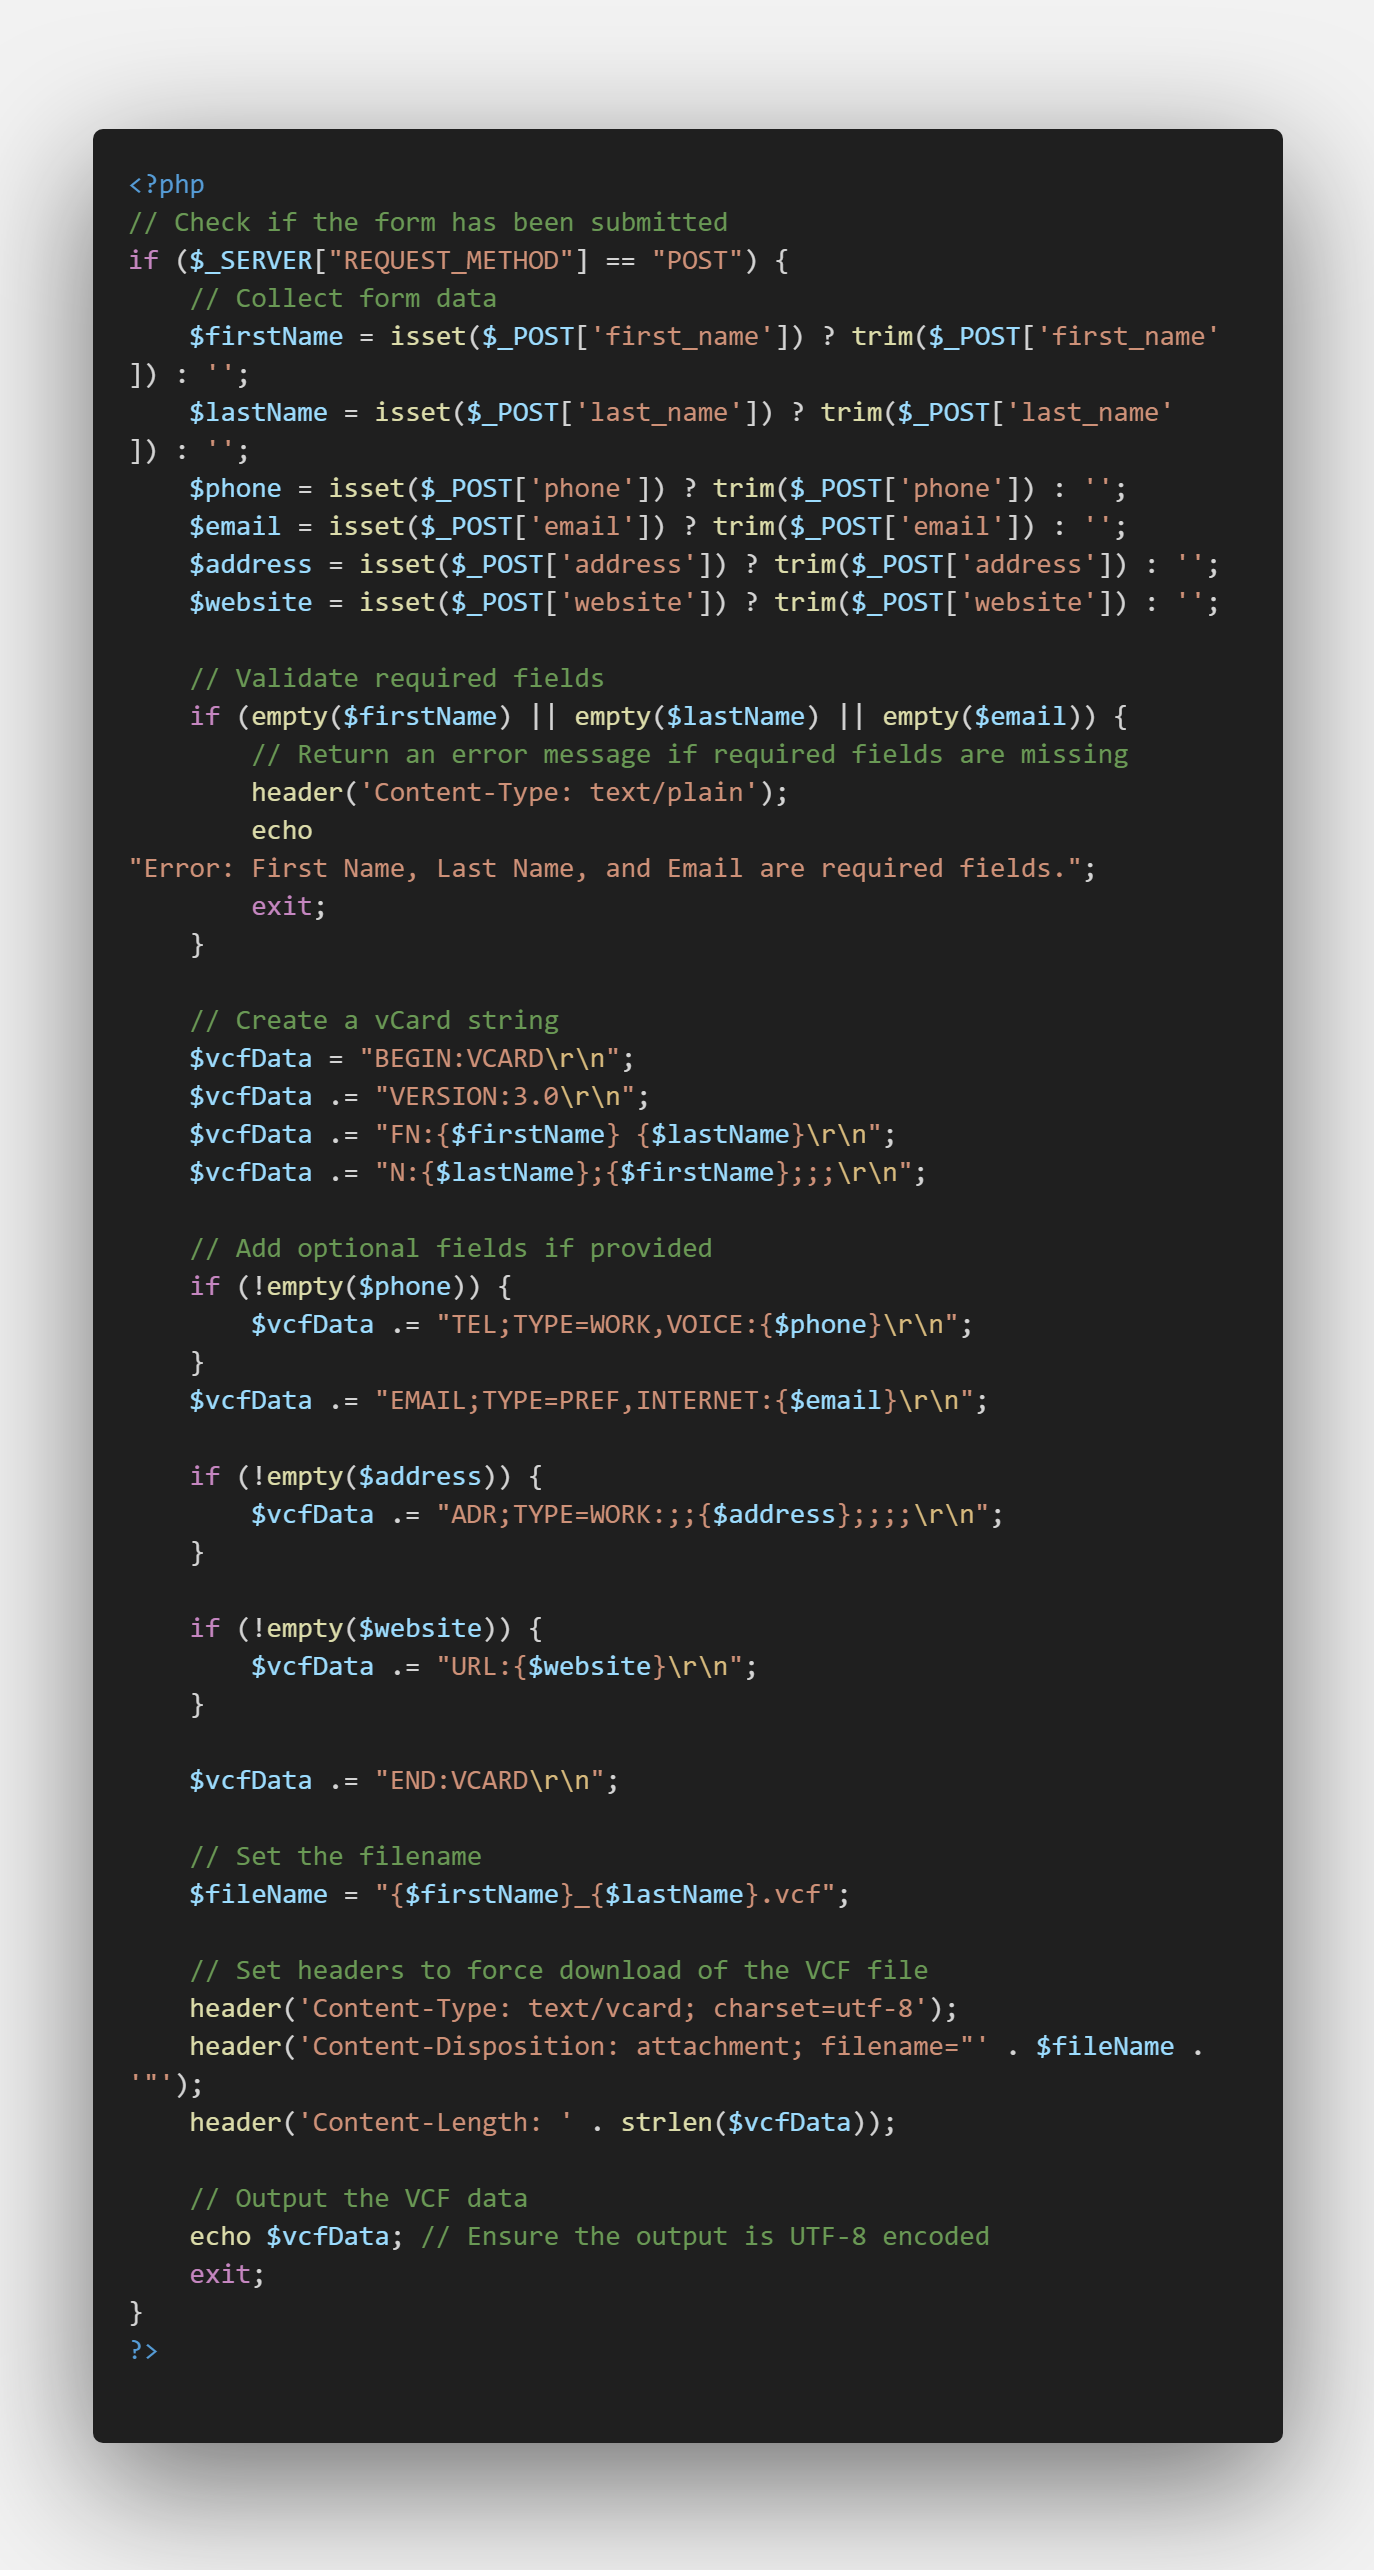 <?php
// Check if the form has been submitted
if ($_SERVER["REQUEST_METHOD"] == "POST") {
    // Collect form data
    $firstName = isset($_POST['first_name']) ? trim($_POST['first_name'
]) : '';
    $lastName = isset($_POST['last_name']) ? trim($_POST['last_name'
]) : '';
    $phone = isset($_POST['phone']) ? trim($_POST['phone']) : '';
    $email = isset($_POST['email']) ? trim($_POST['email']) : '';
    $address = isset($_POST['address']) ? trim($_POST['address']) : '';
    $website = isset($_POST['website']) ? trim($_POST['website']) : '';

    // Validate required fields
    if (empty($firstName) || empty($lastName) || empty($email)) {
        // Return an error message if required fields are missing
        header('Content-Type: text/plain');
        echo
"Error: First Name, Last Name, and Email are required fields.";
        exit;
    }

    // Create a vCard string
    $vcfData = "BEGIN:VCARD\r\n";
    $vcfData .= "VERSION:3.0\r\n";
    $vcfData .= "FN:{$firstName} {$lastName}\r\n";
    $vcfData .= "N:{$lastName};{$firstName};;;\r\n";

    // Add optional fields if provided
    if (!empty($phone)) {
        $vcfData .= "TEL;TYPE=WORK,VOICE:{$phone}\r\n";
    }
    $vcfData .= "EMAIL;TYPE=PREF,INTERNET:{$email}\r\n";

    if (!empty($address)) {
        $vcfData .= "ADR;TYPE=WORK:;;{$address};;;;\r\n";
    }

    if (!empty($website)) {
        $vcfData .= "URL:{$website}\r\n";
    }

    $vcfData .= "END:VCARD\r\n";

    // Set the filename
    $fileName = "{$firstName}_{$lastName}.vcf";

    // Set headers to force download of the VCF file
    header('Content-Type: text/vcard; charset=utf-8');
    header('Content-Disposition: attachment; filename="' . $fileName .
'"');
    header('Content-Length: ' . strlen($vcfData));

    // Output the VCF data
    echo $vcfData; // Ensure the output is UTF-8 encoded
    exit;
}
?>